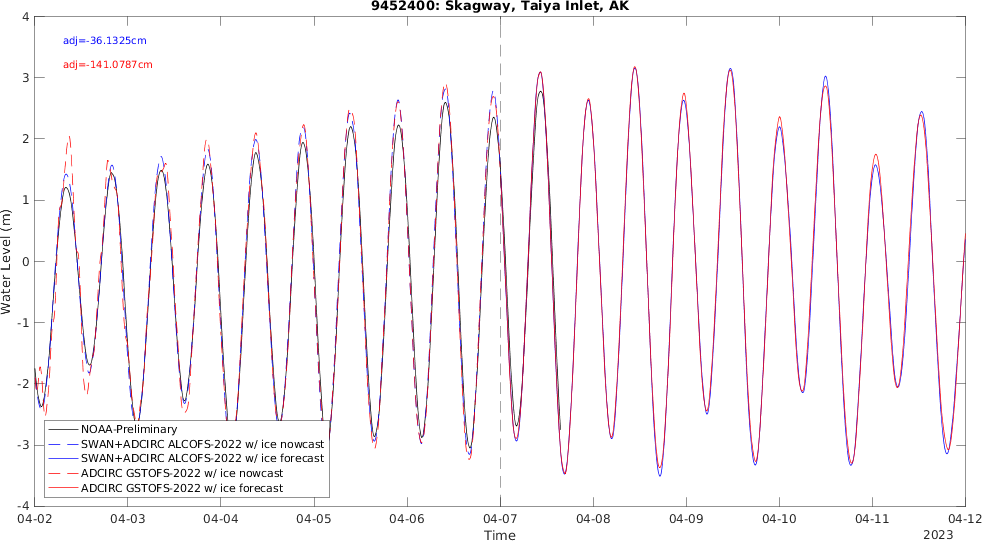 9452400: Skagway, Taiya Inlet, AK
4
adj=-36.1325cm
adj=-141.0787cm
3
2
1
0
-1
-2
-3
-4
Water Level (m)
NOAA-Preliminary
SWAN+ADCIRC ALCOFS-2022 w/ ice nowcast
SWAN+ADCIRC ALCOFS-2022 w/ ice forecast
ADCIRC GSTOFS-2022 w/ ice nowcast
ADCIRC GSTOFS-2022 w/ ice forecast
04-02 04-03 04-04 04-05 04-06 04-07 04-08 04-09 04-10 04-11 04-12
Time
2023